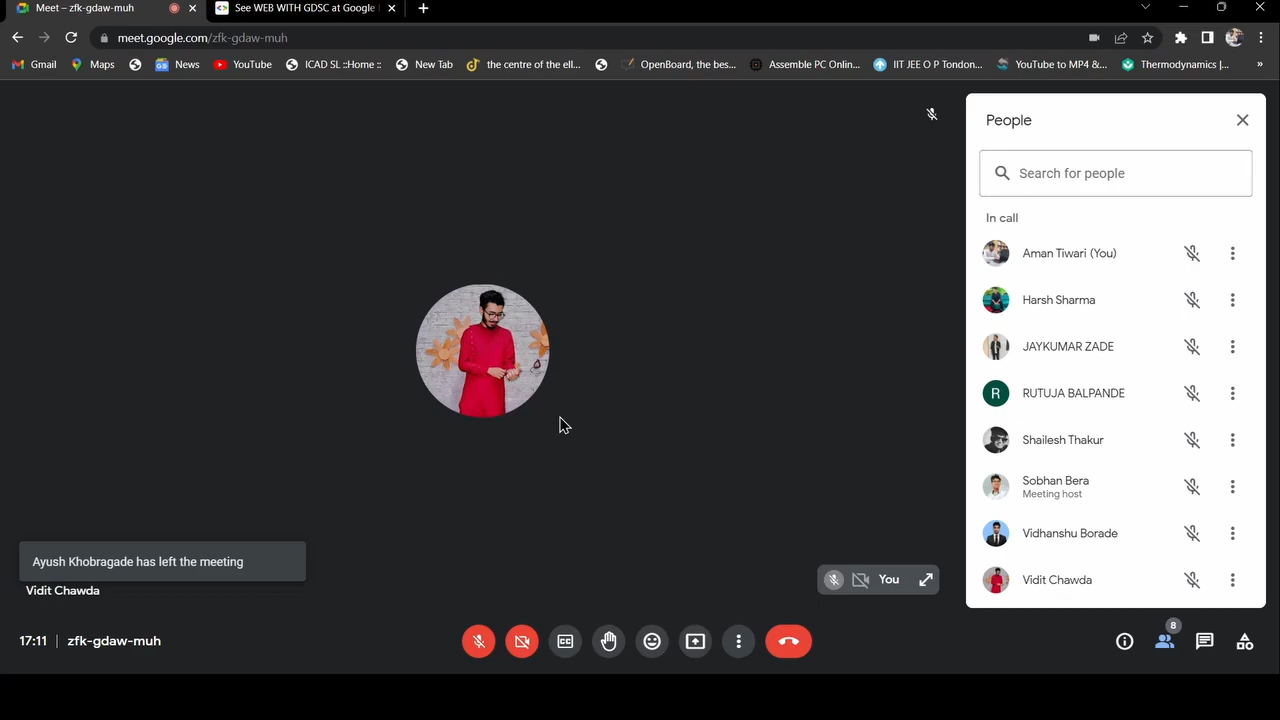 Meet – zfk-gdaw-muh
See WEB WITH GDSC at Google
meet.google.com/zfk-gdaw-muh
Gmail
Maps
News
YouTube
ICAD SL ::Home ::
New Tab
the centre of the ell...
OpenBoard, the bes...
Assemble PC Onlin...
IIT JEE O P Tondon...
YouTube to MP4 &...
Thermodynamics |...
»
People
Search for people
In call
Aman Tiwari (You)
Harsh Sharma
JAYKUMAR ZADE
R
RUTUJA BALPANDE
Shailesh Thakur
Sobhan Bera
Meeting host
Vidhanshu Borade
Vidit Chawda
Ayush Khobragade has left the meeting
Vidit Chawda
You
17:11 | zfk-gdaw-muh
8